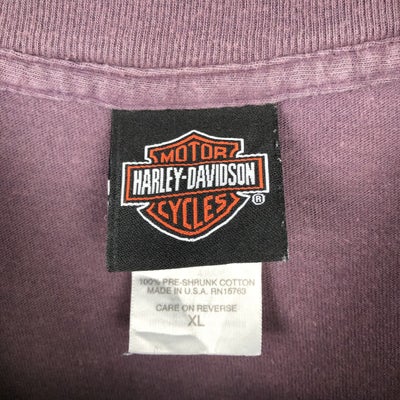 MOTOR
HARLEY-DAVIDSON
CYCLES
®
100% PRE-SHRUNK COTTON
MADE IN U.S.A. RN15763
CARE ON REVERSE
XL